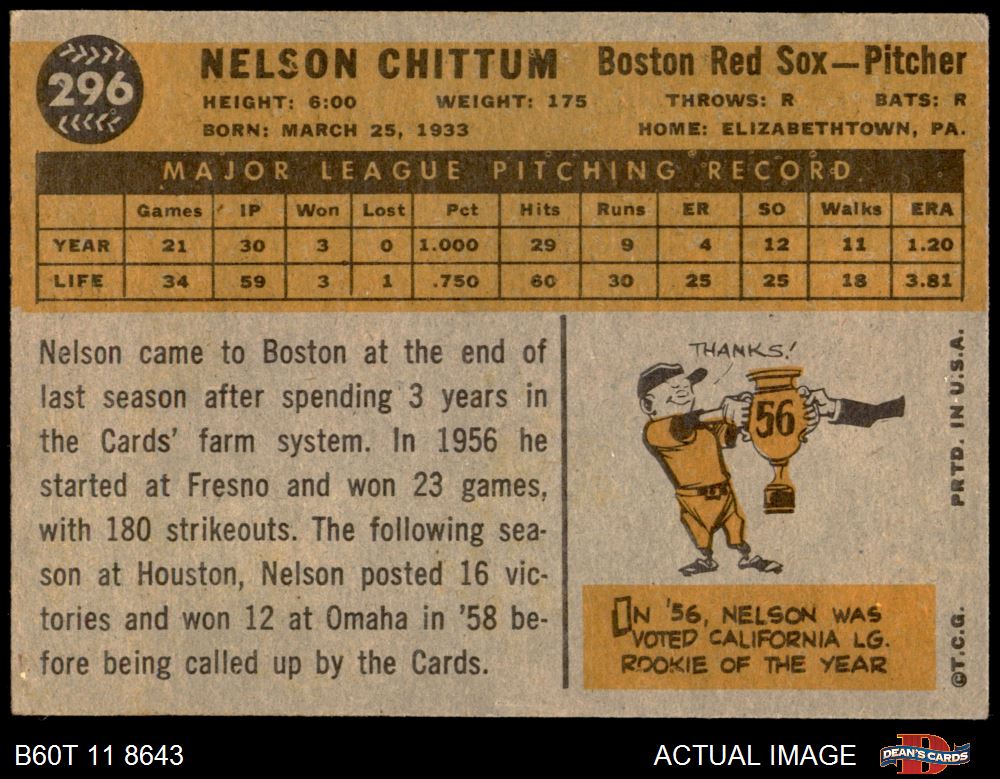 296
NELSON CHITTUM Boston Red Sox—Pitcher
HEIGHT: 6:00 WEIGHT: 175 THROWS: R BATS: R
BORN: MARCH 25, 1933 HOME: ELIZABETHTOWN, PA.
MAJOR LEAGUE PITCHING RECORD
Games IP Won Lost Pct Hits Runs ER SO Walks ERA
YEAR 21 30 3 0 1.000 29 9 4 12 11 1.20
LIFE 34 59 3 1 .750 60 30 25 25 18 3.81
Nelson came to Boston at the end of
last season after spending 3 years in
the Cards' farm system. In 1956 he
started at Fresno and won 23 games,
with 180 strikeouts. The following sea-
son at Houston, Nelson posted 16 vic-
tories and won 12 at Omaha in '58 be-
fore being called up by the Cards.
THANKS!
56
IN '56, NELSON WAS
VOTED CALIFORNIA LG.
ROOKIE OF THE YEAR
PRTD. IN U.S.A.
©T.C.G.
B60T 11 8643 ACTUAL IMAGE D DEAN'S CARDS